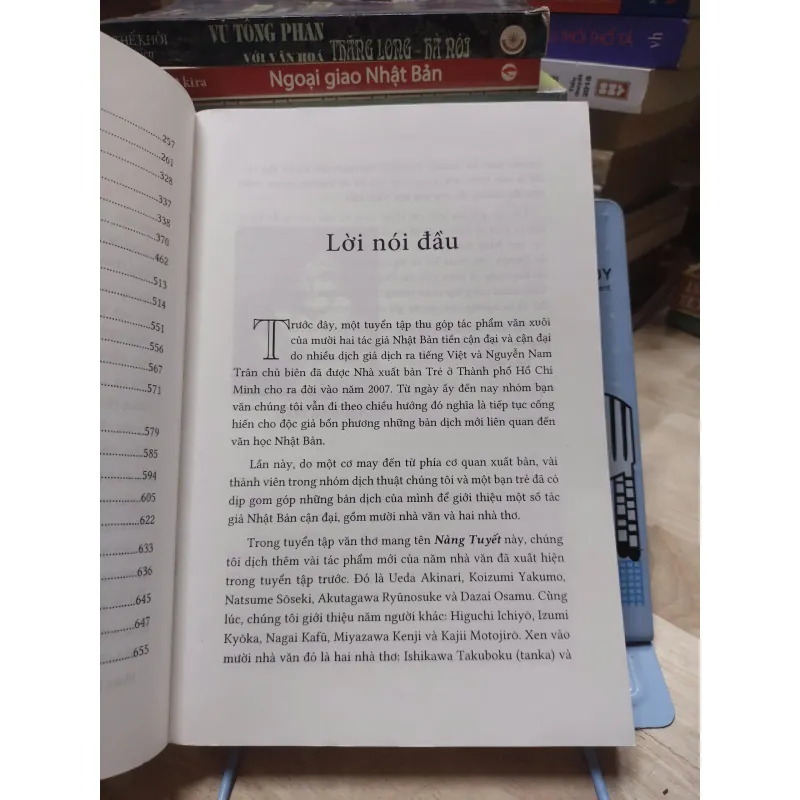 THẾ KHÔI
VŨ TÔNG PHAN
VỚI VĂN HOÁ THĂNG LONG - HÀ NỘI
Akira
Ngoại giao Nhật Bản
vh
257
261
328
337
338
376
462
513
514
551
556
567
571
579
585
594
605
622
633
636
645
647
655
Lời nói đầu
Trước đây, một tuyển tập thu góp tác phẩm văn xuôi
của mười hai tác giả Nhật Bản tiền cận đại và cận đại
do nhiều dịch giả dịch ra tiếng Việt và Nguyễn Nam
Trân chủ biên đã được Nhà xuất bản Trẻ ở Thành phố Hồ Chí
Minh cho ra đời vào năm 2007. Từ ngày ấy đến nay nhóm bạn
văn chúng tôi vẫn đi theo chiều hướng đó nghĩa là tiếp tục cống
hiến cho độc giả bốn phương những bản dịch mới liên quan đến
văn học Nhật Bản.
Lần này, do một cơ may đến từ phía cơ quan xuất bản, vài
thành viên trong nhóm dịch thuật chúng tôi và một bạn trẻ đã có
dịp gom góp những bản dịch của mình để giới thiệu một số tác
giả Nhật Bản cận đại, gồm mười nhà văn và hai nhà thơ.
Trong tuyển tập văn thơ mang tên Nàng Tuyết này, chúng
tôi dịch thêm vài tác phẩm mới của năm nhà văn đã xuất hiện
trong tuyển tập trước. Đó là Ueda Akinari, Koizumi Yakumo,
Natsume Sōseki, Akutagawa Ryūnosuke và Dazai Osamu. Cùng
lúc, chúng tôi giới thiệu năm người khác: Higuchi Ichiyō, Izumi
Kyōka, Nagai Kafū, Miyazawa Kenji và Kajii Motojirō. Xen vào
mười nhà văn đó là hai nhà thơ: Ishikawa Takuboku (tanka) và